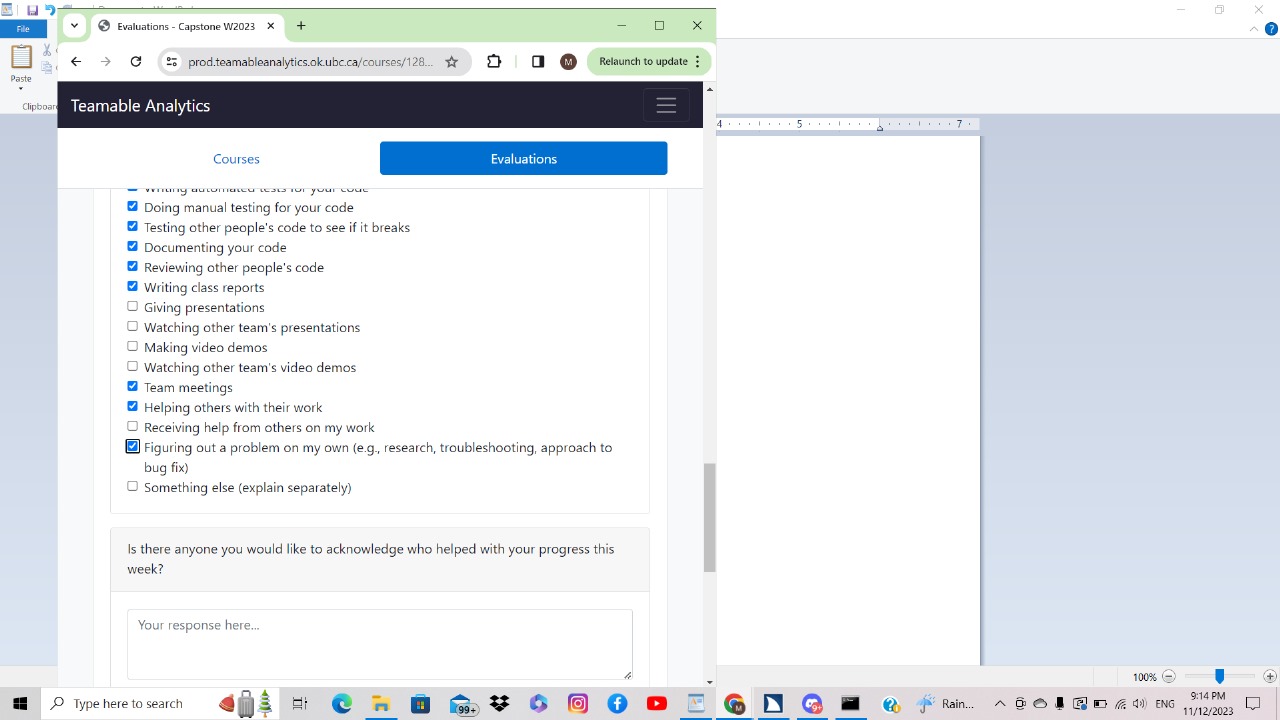 Evaluations - Capstone W2023
File
prod.teamableanalytics.ok.ubc.ca/courses/128...
M
Relaunch to update
Paste
Clipboar
Teamable Analytics
4 5 7
Courses
Evaluations
Writing automated tests for your code
Doing manual testing for your code
Testing other people's code to see if it breaks
Documenting your code
Reviewing other people's code
Writing class reports
Giving presentations
Watching other team's presentations
Making video demos
Watching other team's video demos
Team meetings
Helping others with their work
Receiving help from others on my work
Figuring out a problem on my own (e.g., research, troubleshooting, approach to
bug fix)
Something else (explain separately)
Is there anyone you would like to acknowledge who helped with your progress this
week?
Your response here...
100%
Type here to search
99+
M
9+
Rain...
ENG
9:14 PM
11/12/2023